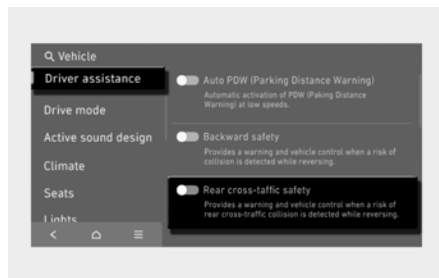 Vehicle
Driver assistance
Drive mode
Active sound design
Climate
Seats
Lights
Auto PDW (Parking Distance Warning)
Automatic activation of PDW (Paking Distance
Warning) at low speeds.
Backward safety
Provides a warning and vehicle control when a risk of
collision is detected while reversing.
Rear cross-taffic safety
Provides a warning and vehicle control when a risk of
rear cross-traffic collision is detected while reversing.